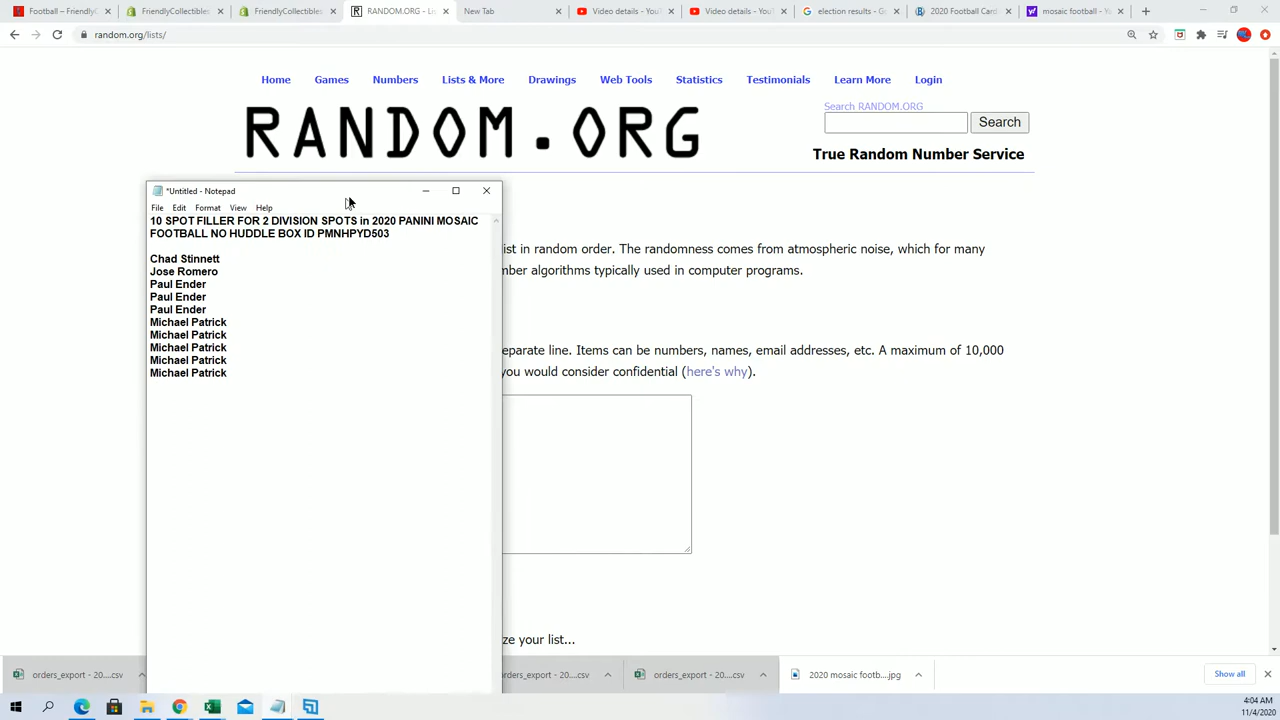 Football – FriendlyC
FriendlyCollectibles
FriendlyCollectibles
RANDOM.ORG - Li
New Tab
Video details - YouT
Video details - YouT
election results - Go
2020 Football Card
mosaic football - Ya
random.org/lists/
Home Games Numbers Lists & More Drawings Web Tools Statistics Testimonials Learn More Login
RANDOM.ORG
Search RANDOM.ORG
Search
True Random Number Service
*Untitled - Notepad
File Edit Format View Help
10 SPOT FILLER FOR 2 DIVISION SPOTS in 2020 PANINI MOSAIC
FOOTBALL NO HUDDLE BOX ID PMNHPYD503
Chad Stinnett
Jose Romero
Paul Ender
Paul Ender
Paul Ender
Michael Patrick
Michael Patrick
Michael Patrick
Michael Patrick
Michael Patrick
ist in random order. The randomness comes from atmospheric noise, which for many
mber algorithms typically used in computer programs.
eparate line. Items can be numbers, names, email addresses, etc. A maximum of 10,000
you would consider confidential (here's why).
ze your list...
orders_export - 20....csv
orders_export - 20....csv
orders_export - 20....csv
2020 mosaic footb....jpg
Show all
4:04 AM
11/4/2020